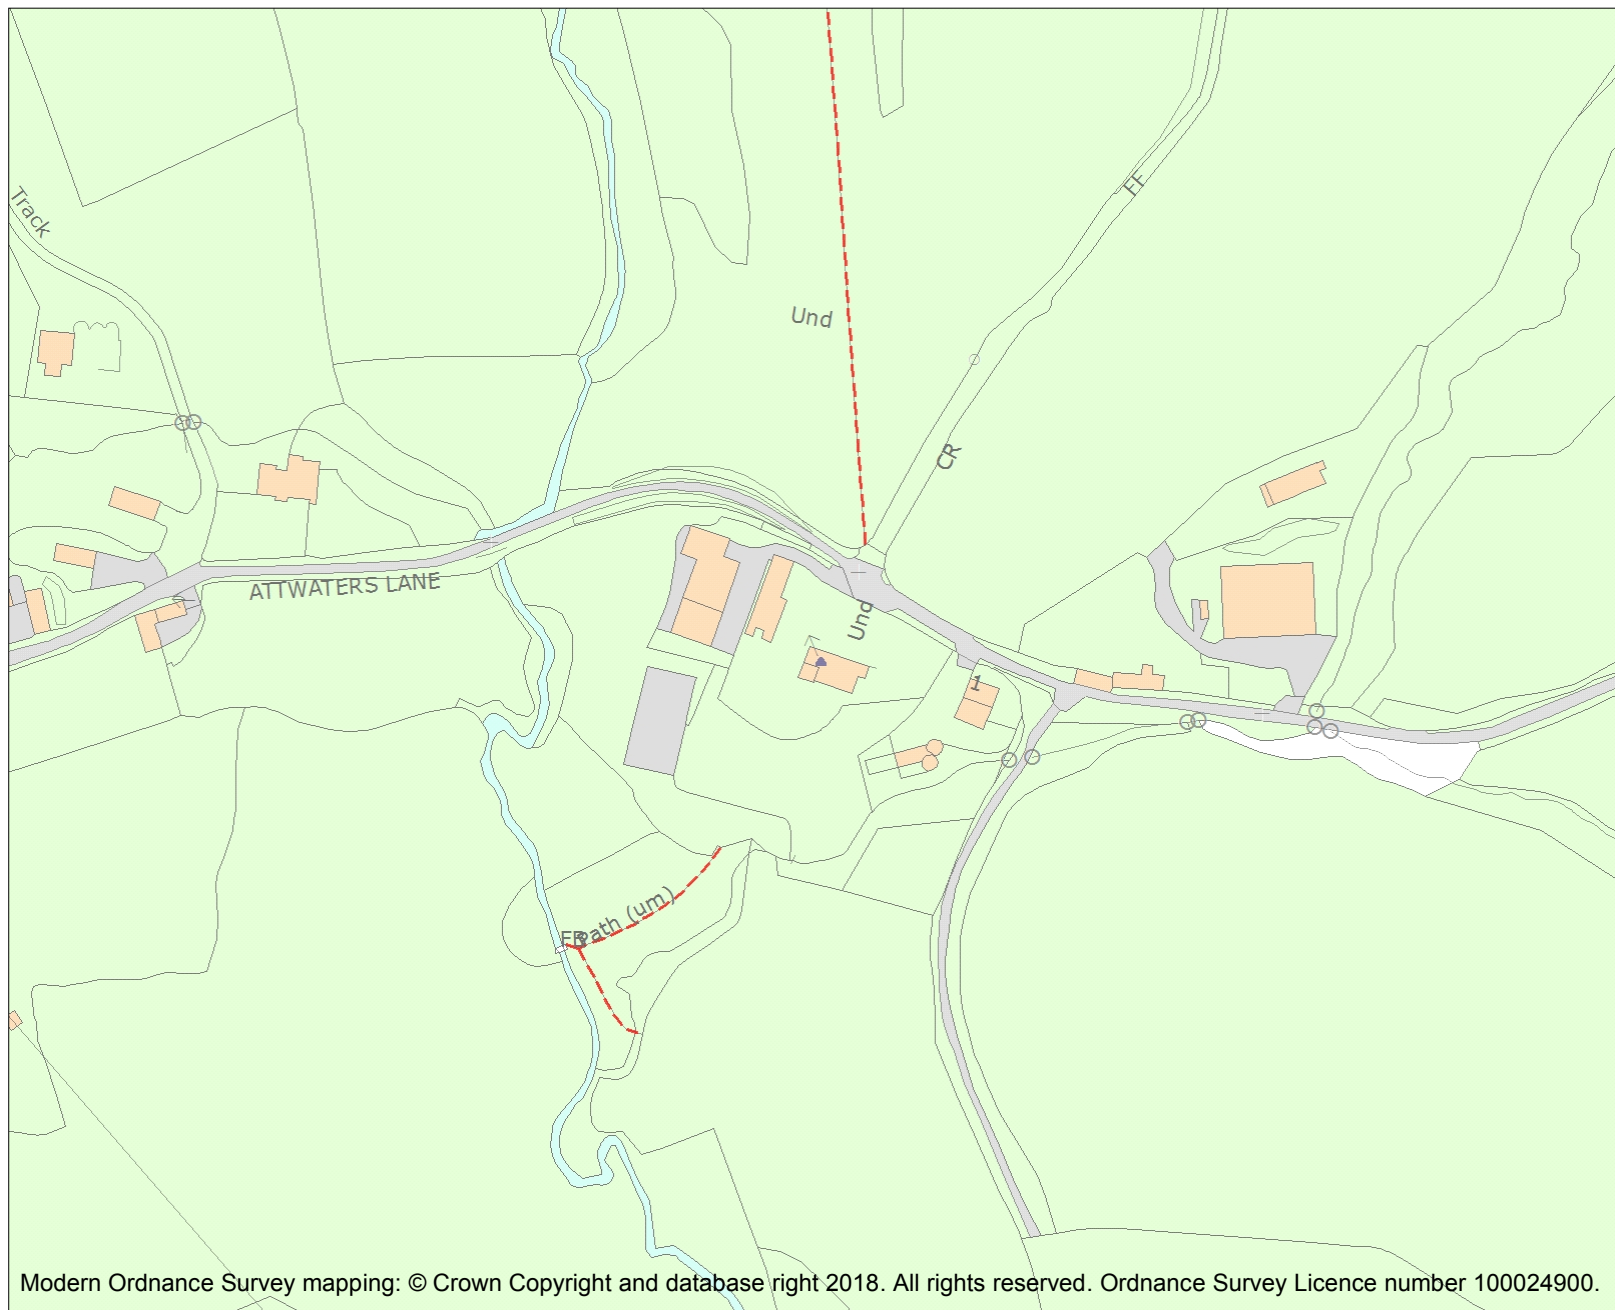 Track
FF
Und
CR
ATTWATERS LANE
Und
1
Path (um)
FB
Modern Ordnance Survey mapping: © Crown Copyright and database right 2018. All rights reserved. Ordnance Survey Licence number 100024900.